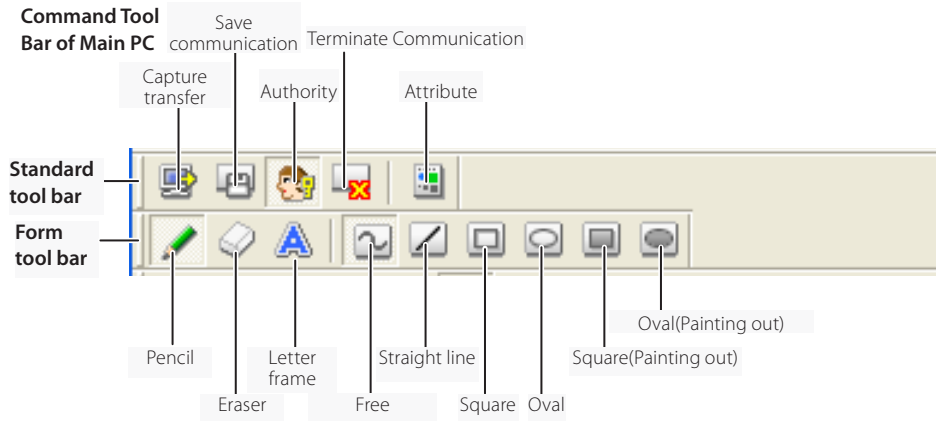 Command Tool
Bar of Main PC
Save
communication
Terminate Communication
Capture
transfer
Authority
Attribute
Standard
tool bar
Form
tool bar
A
Oval(Painting out)
Pencil
Letter
frame
Straight line
Square(Painting out)
Eraser
Free
Square
Oval